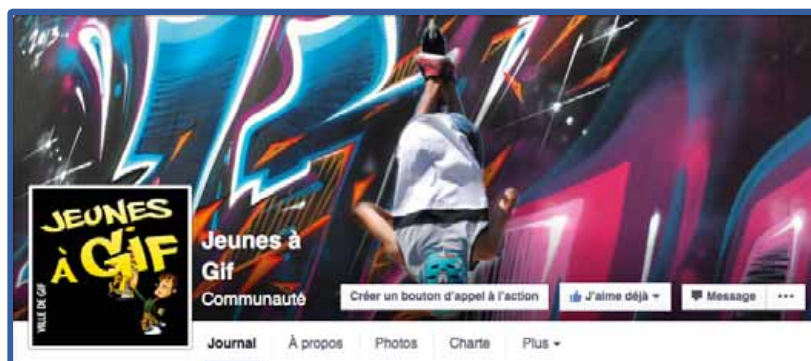 2013
JEUNES
À GIF
VILLE DE GIF
Jeunes à
Gif
Communauté
Créer un bouton d'appel à l'action
J'aime déjà
Message
Journal
À propos
Photos
Charte
Plus